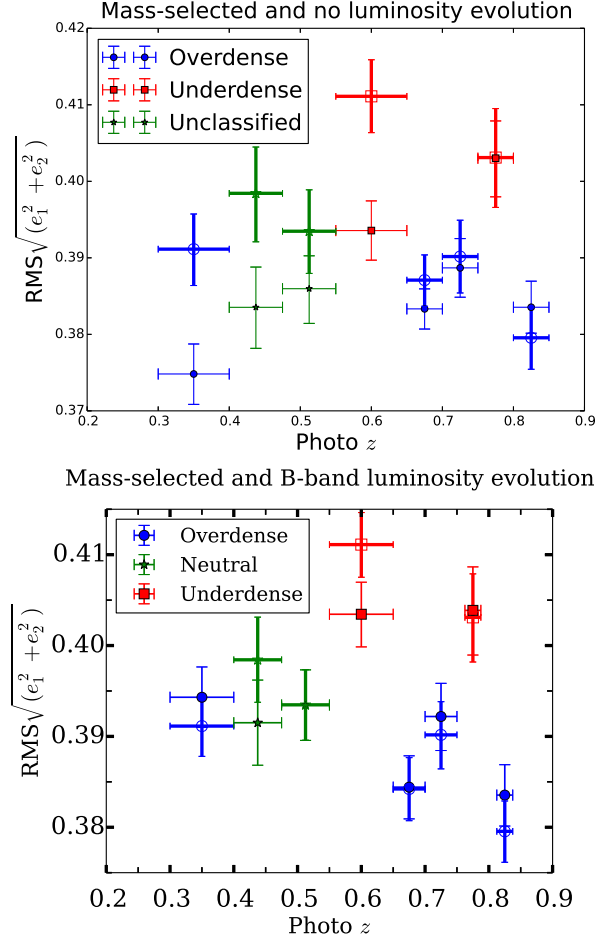 Mass-selected and no luminosity evolution
0.42
0.41
0.40
0.39
0.38
0.37
RMS√(e₁² + e₂²)
Overdense
Underdense
Unclassified
0.2 0.3 0.4 0.5 0.6 0.7 0.8 0.9
Photo z
Mass-selected and B-band luminosity evolution
0.41
0.40
0.39
0.38
RMS√(e₁² + e₂²)
Overdense
Neutral
Underdense
0.2 0.3 0.4 0.5 0.6 0.7 0.8 0.9
Photo z